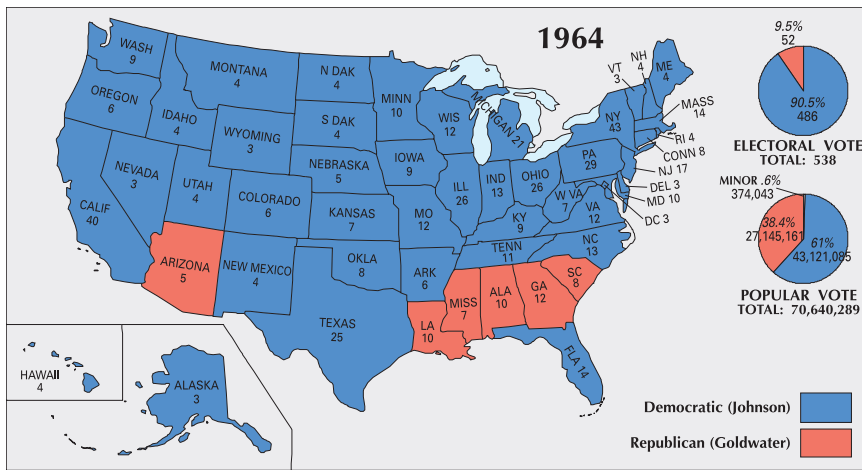 1964
WASH
9
OREGON
6
CALIF
40
NEVADA
3
IDAHO
4
MONTANA
4
WYOMING
3
UTAH
4
COLORADO
6
ARIZONA
5
NEW MEXICO
4
N DAK
4
S DAK
4
NEBRASKA
5
KANSAS
7
OKLA
8
TEXAS
25
MINN
10
IOWA
9
MO
12
ARK
6
LA
10
WIS
12
ILL
26
MICHIGAN 21
IND
13
OHIO
26
KY
9
TENN
11
MISS
7
ALA
10
GA
12
FLA 14
SC
8
NC
13
VA
12
W VA
7
PA
29
NY
43
VT
3
NH
4
ME
4
MASS
14
RI 4
CONN 8
NJ 17
DEL 3
MD 10
DC 3
HAWAII
4
ALASKA
3
9.5%
52
90.5%
486
ELECTORAL VOTE
TOTAL: 538
MINOR .6%
374,043
38.4%
27,145,161
61%
43,121,085
POPULAR VOTE
TOTAL: 70,640,289
Democratic (Johnson)
Republican (Goldwater)